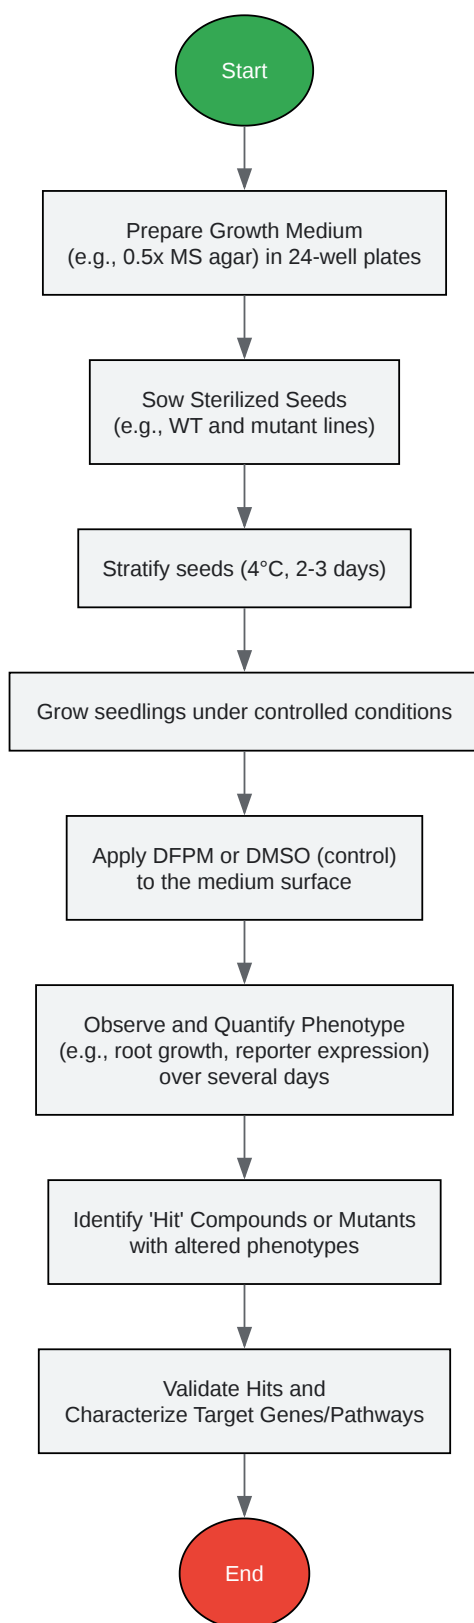 Start
Prepare Growth Medium
(e.g., 0.5x MS agar) in 24-well plates
Sow Sterilized Seeds
(e.g., WT and mutant lines)
Stratify seeds (4°C, 2-3 days)
Grow seedlings under controlled conditions
Apply DFPM or DMSO (control)
to the medium surface
Observe and Quantify Phenotype
(e.g., root growth, reporter expression)
over several days
Identify 'Hit' Compounds or Mutants
with altered phenotypes
Validate Hits and
Characterize Target Genes/Pathways
End